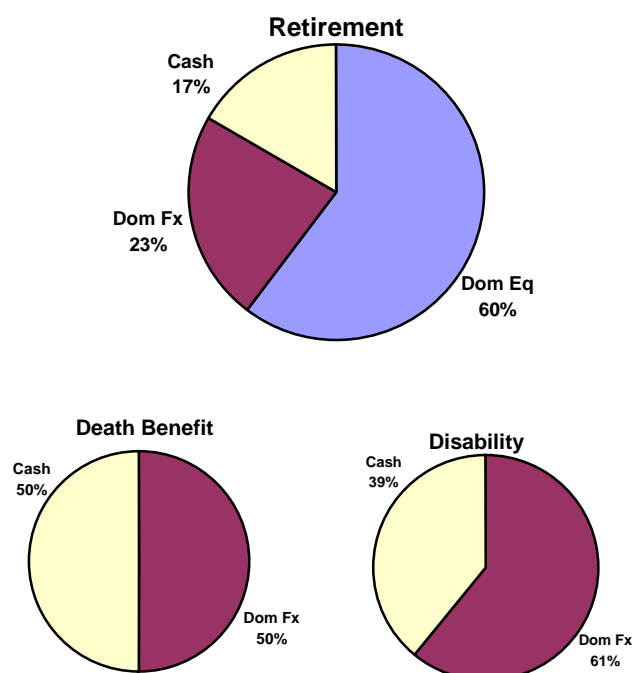 Retirement
Cash
17%
Dom Fx
23%
Dom Eq
60%
Death Benefit
Cash
50%
Dom Fx
50%
Disability
Cash
39%
Dom Fx
61%